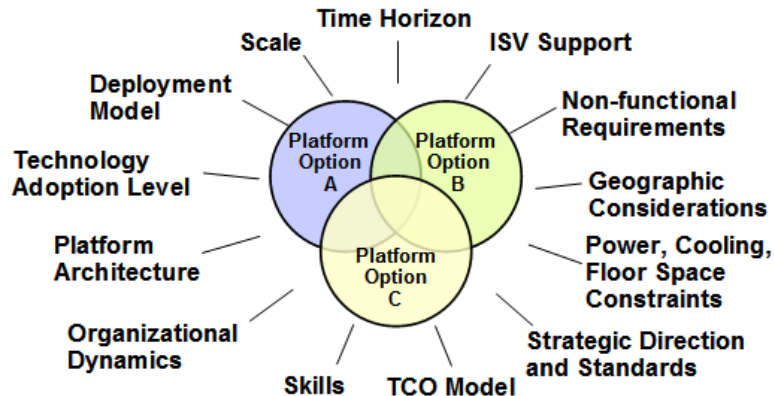 Time Horizon
Scale
ISV Support
Deployment
Model
Non-functional
Requirements
Technology
Adoption Level
Geographic
Considerations
Platform
Architecture
Power, Cooling,
Floor Space
Constraints
Organizational
Dynamics
Strategic Direction
and Standards
Skills
TCO Model
Platform
Option
A
Platform
Option
B
Platform
Option
C